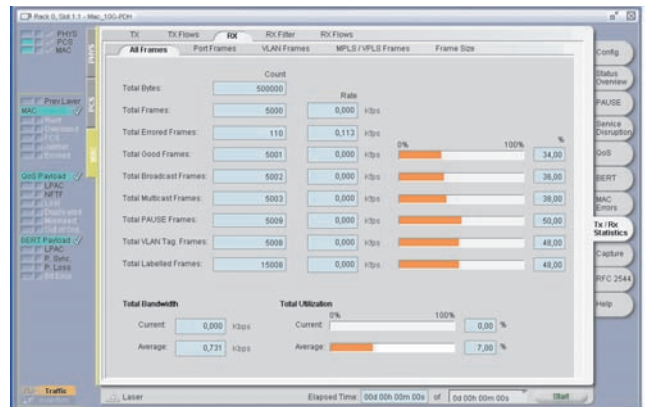 Rack 0, Slot 1.1 - Mac_10G-PDH
PHYS
PCS
MAC
PHYS
PCS
TX
TX Flows
RX
RX Filter
RX Flows
All Frames
Port Frames
VLAN Frames
MPLS / VPLS Frames
Frame Size
Count
Total Bytes: 500000
Rate
Total Frames: 5000 0,000 Kbps
Total Errored Frames: 110 0,113 Kbps
0% 100% %
Total Good Frames: 5001 0,000 Kbps 34,00
Total Broadcast Frames: 5002 0,000 Kbps 36,00
Total Multicast Frames: 5003 0,000 Kbps 38,00
Total PAUSE Frames: 5009 0,000 Kbps 50,00
Total VLAN Tag. Frames: 5008 0,000 Kbps 48,00
Total Labelled Frames: 15008 0,000 Kbps 48,00
Total Bandwidth
Total Utilization
0% 100%
Current: 0,000 Kbps
Current: 0,00 %
Average: 0,731 Kbps
Average: 7,00 %
Prev.Layer
MAC
FCS
QoS Payload
LPAC
NFTF
BERT Payload
LPAC
P. Sync.
P. Loss
Traffic
Config.
Status Overview
PAUSE
Service Disruption
QoS
BERT
MAC Errors
Tx / Rx Statistics
Capture
RFC 2544
Help
Laser
Elapsed Time: 00d 00h 00m 00s of 0d 00h 00m 00s
Start